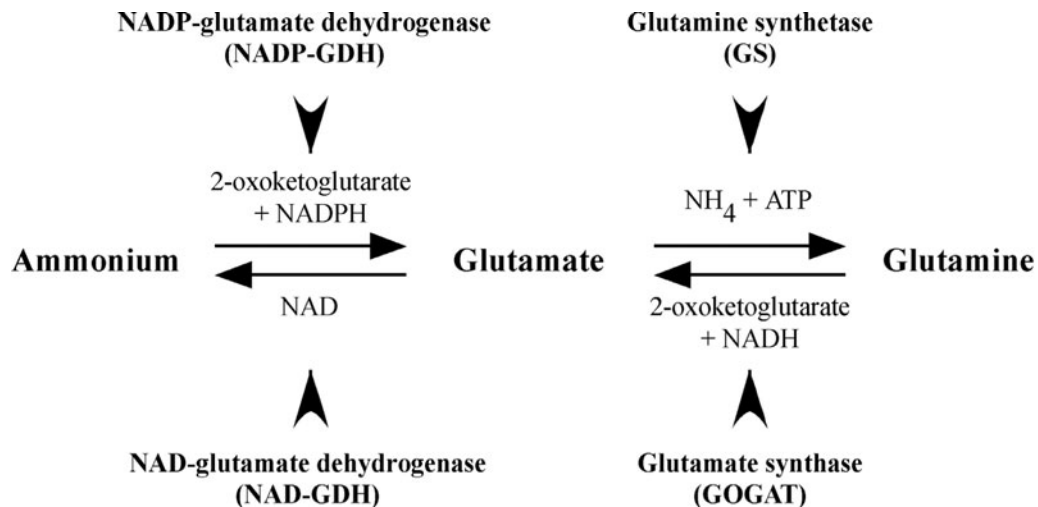 NADP-glutamate dehydrogenase
(NADP-GDH)
Glutamine synthetase
(GS)
2-oxoketoglutarate
+ NADPH
NH4 + ATP
Ammonium
Glutamate
Glutamine
NAD
2-oxoketoglutarate
+ NADH
NAD-glutamate dehydrogenase
(NAD-GDH)
Glutamate synthase
(GOGAT)